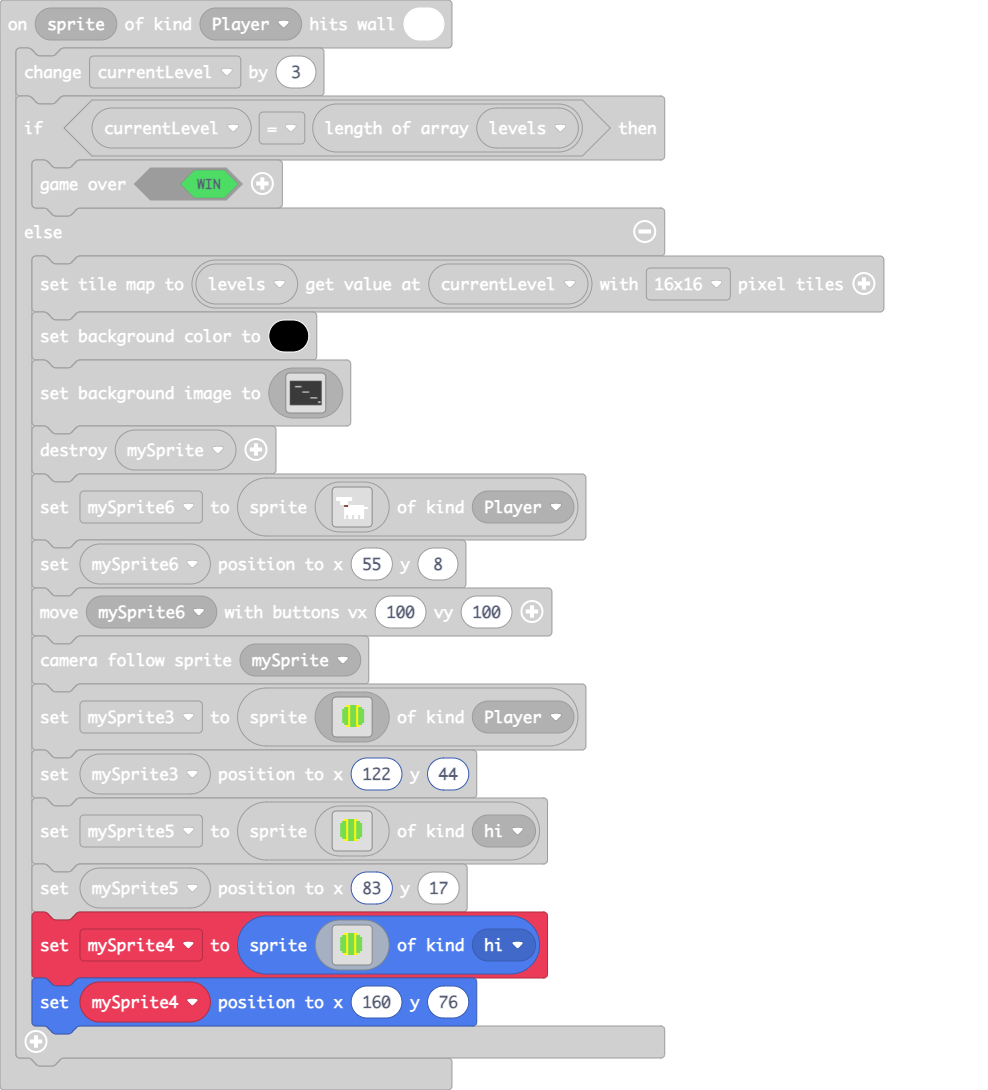 on sprite of kind Player hits wall
change currentLevel by 3
if currentLevel = length of array levels then
game over WIN
else
set tile map to levels get value at currentLevel with 16x16 pixel tiles
set background color to
set background image to
destroy mySprite
set mySprite6 to sprite of kind Player
set mySprite6 position to x 55 y 8
move mySprite6 with buttons vx 100 vy 100
camera follow sprite mySprite
set mySprite3 to sprite of kind Player
set mySprite3 position to x 122 y 44
set mySprite5 to sprite of kind hi
set mySprite5 position to x 83 y 17
set mySprite4 to sprite of kind hi
set mySprite4 position to x 160 y 76